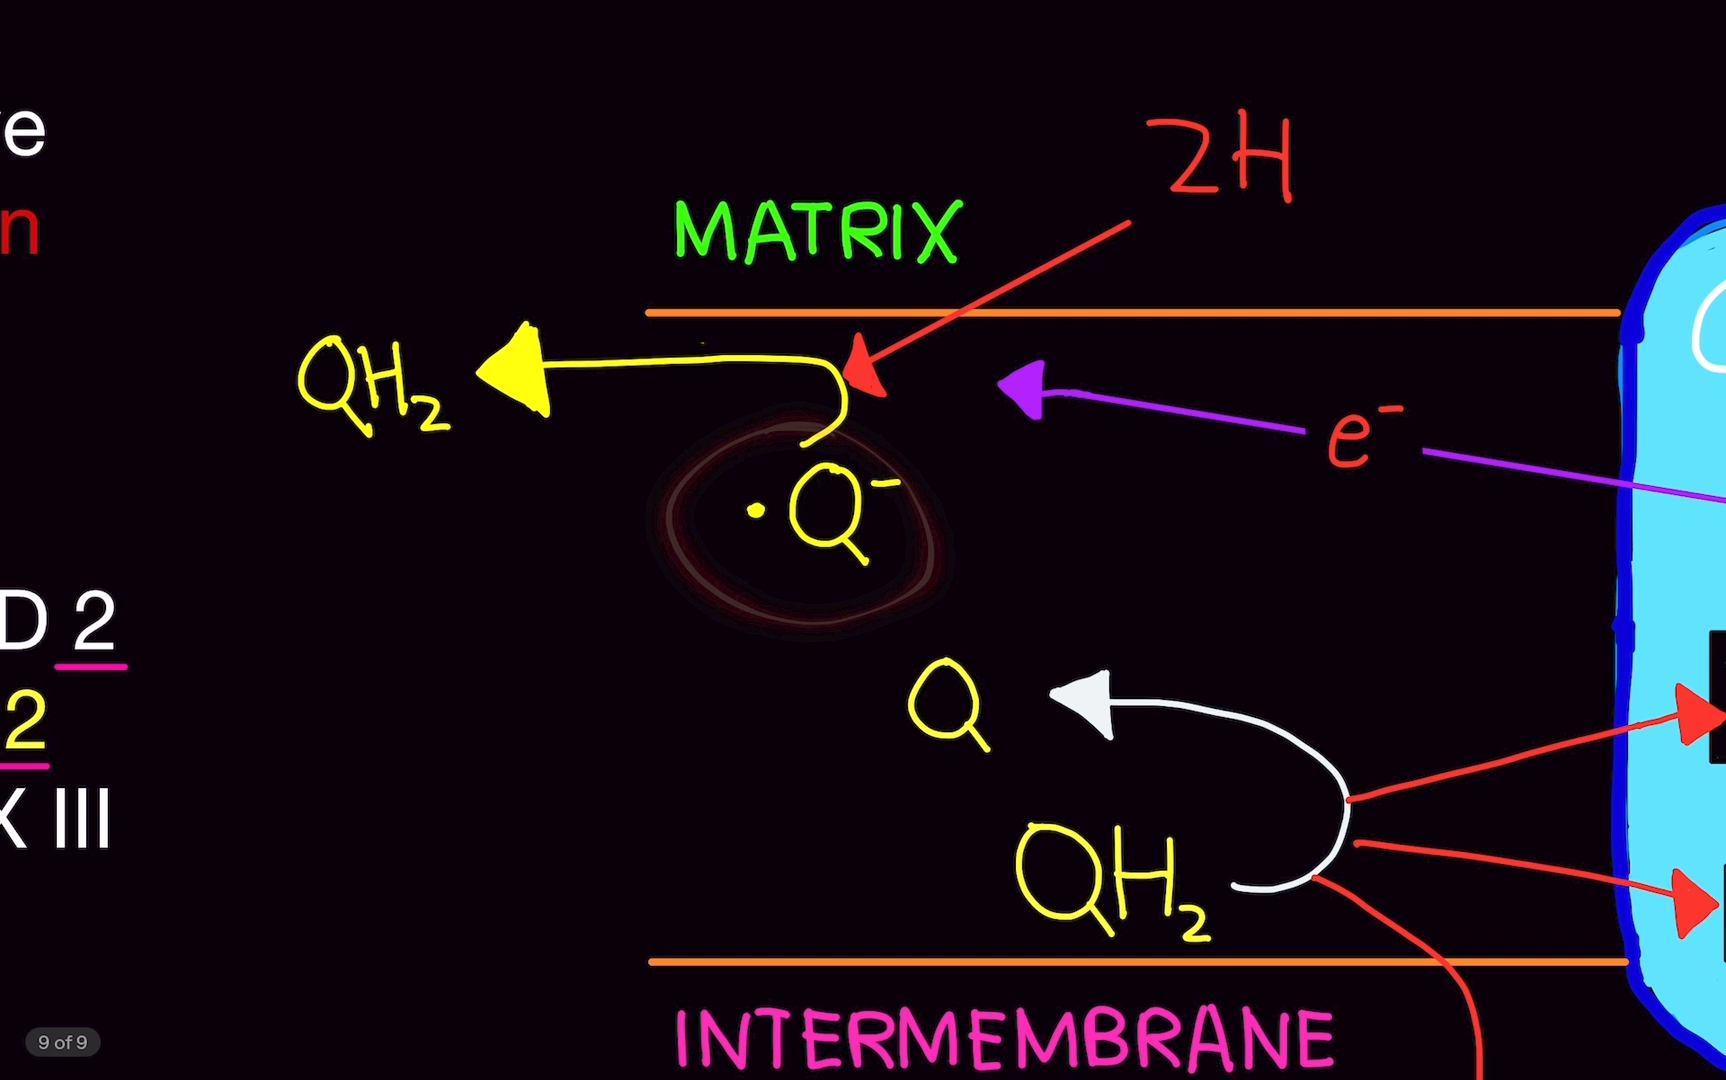 e
n
2H
MATRIX
QH₂
e⁻
· Q⁻
D 2
2
X III
Q
QH₂
INTERMEMBRANE
9 of 9